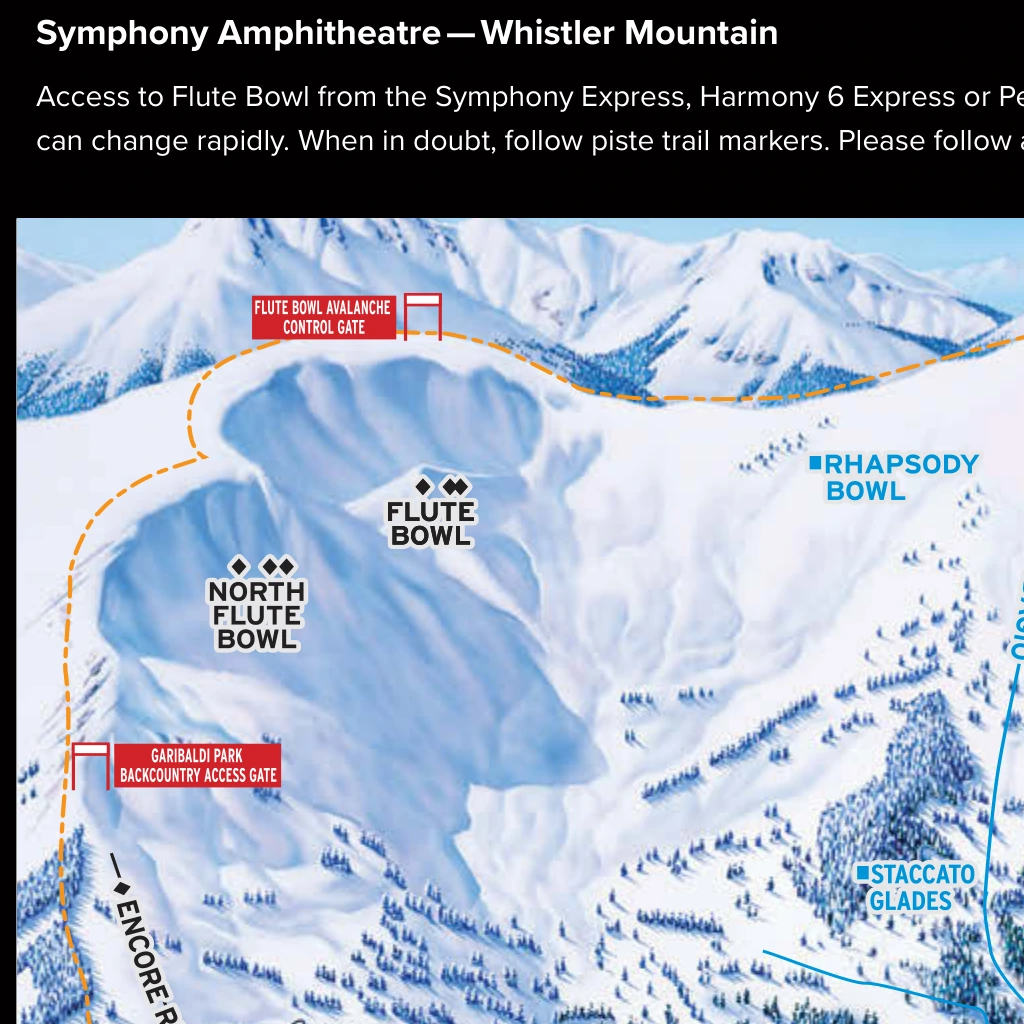 Symphony Amphitheatre — Whistler Mountain
Access to Flute Bowl from the Symphony Express, Harmony 6 Express or
can change rapidly. When in doubt, follow piste trail markers. Please follow
FLUTE BOWL AVALANCHE
CONTROL GATE
RHAPSODY
BOWL
FLUTE
BOWL
NORTH
FLUTE
BOWL
GARIBALDI PARK
BACKCOUNTRY ACCESS GATE
STACCATO
GLADES
ENCORE